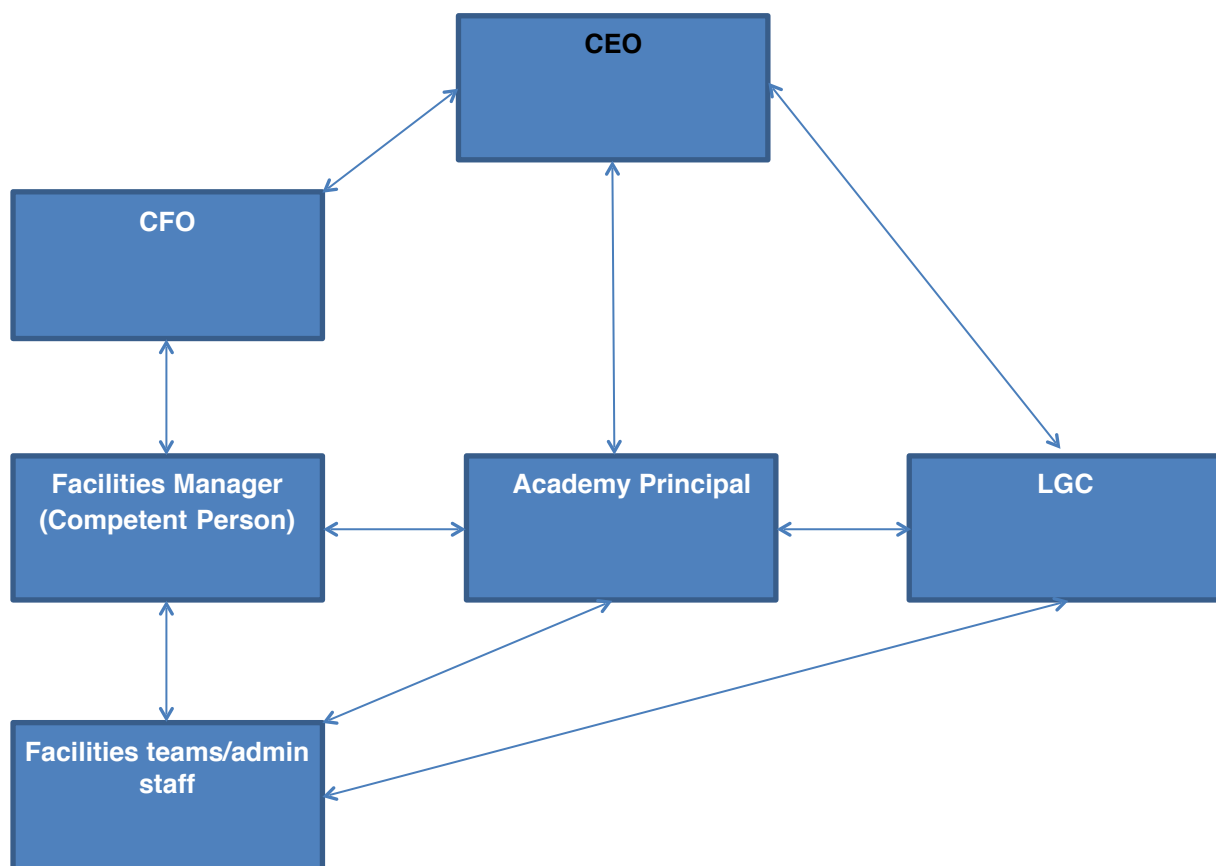 CEO
CFO
Facilities Manager
(Competent Person)
Academy Principal
LGC
Facilities teams/admin
staff